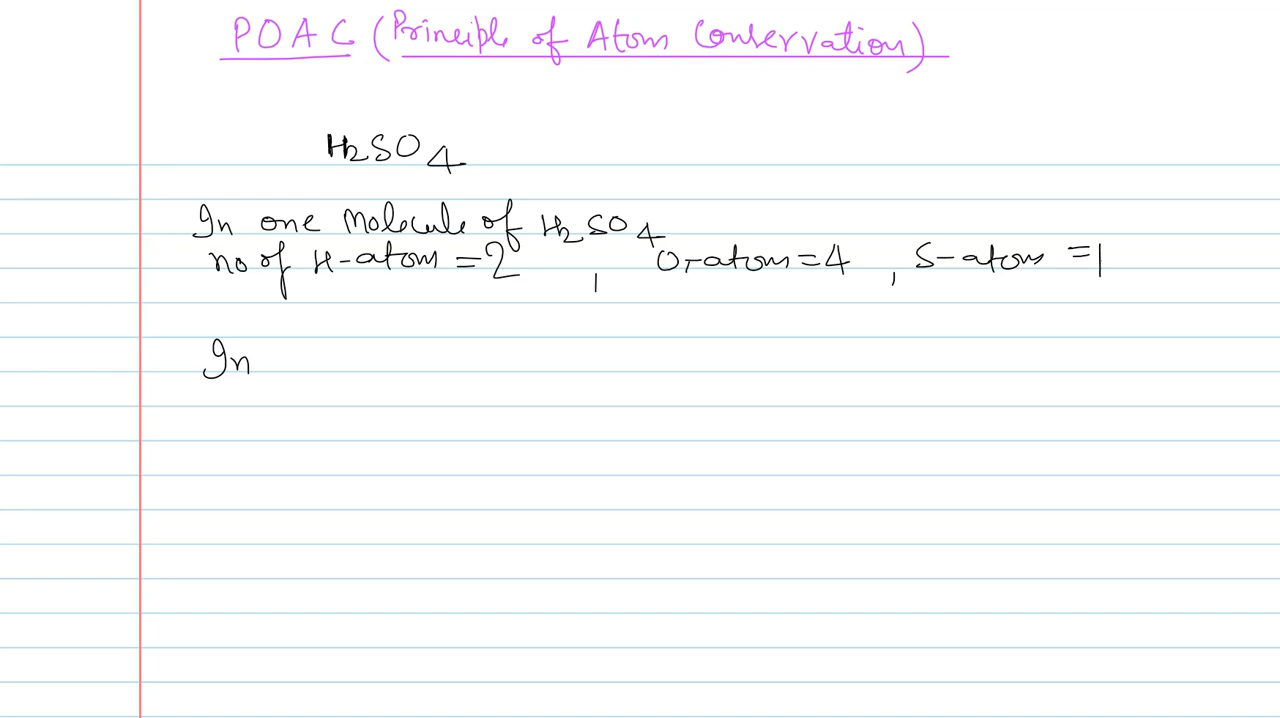 POAC (Principle of Atom Conservation)
H2SO4
In one Molecule of H2SO4
no of H-atom = 2 , O-atom = 4 , S-atom = 1
In